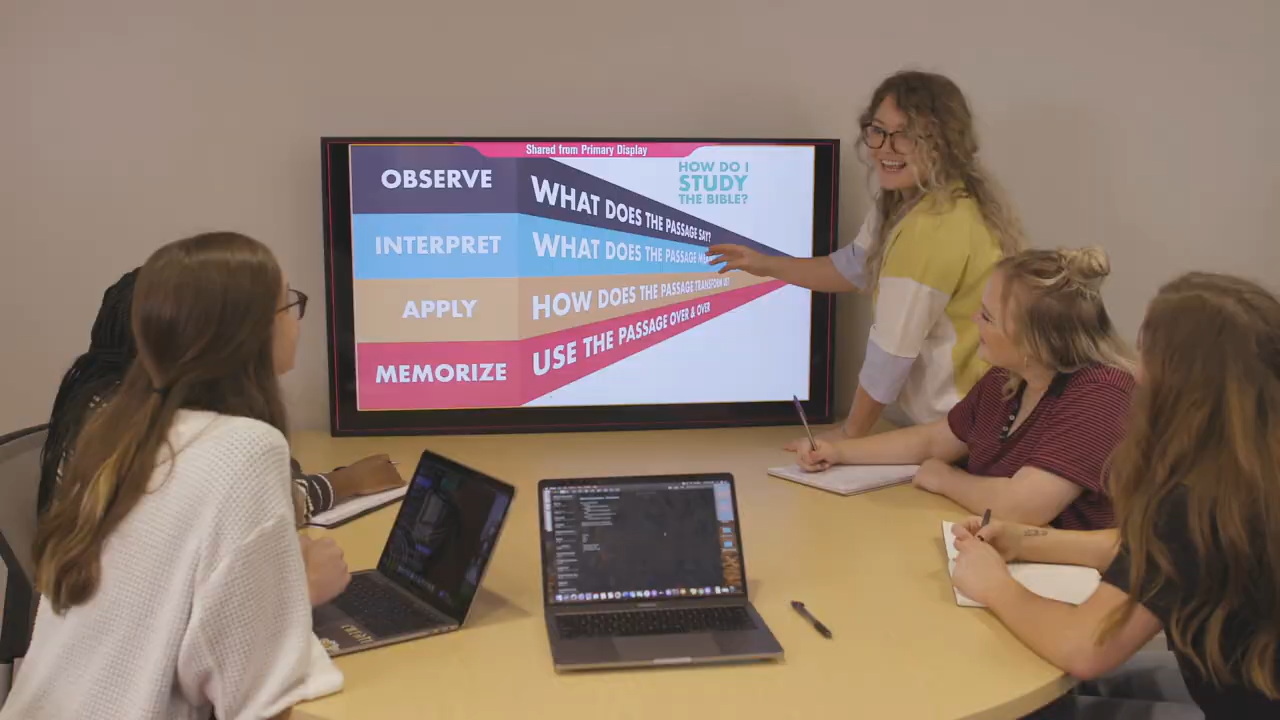 Shared from Primary Display
HOW DO I
STUDY
THE BIBLE?
OBSERVE
WHAT DOES THE PASSAGE SAY?
INTERPRET
WHAT DOES THE PASSAGE
APPLY
HOW DOES THE PASSAGE TRANSFORM US?
MEMORIZE
USE THE PASSAGE OVER & OVER